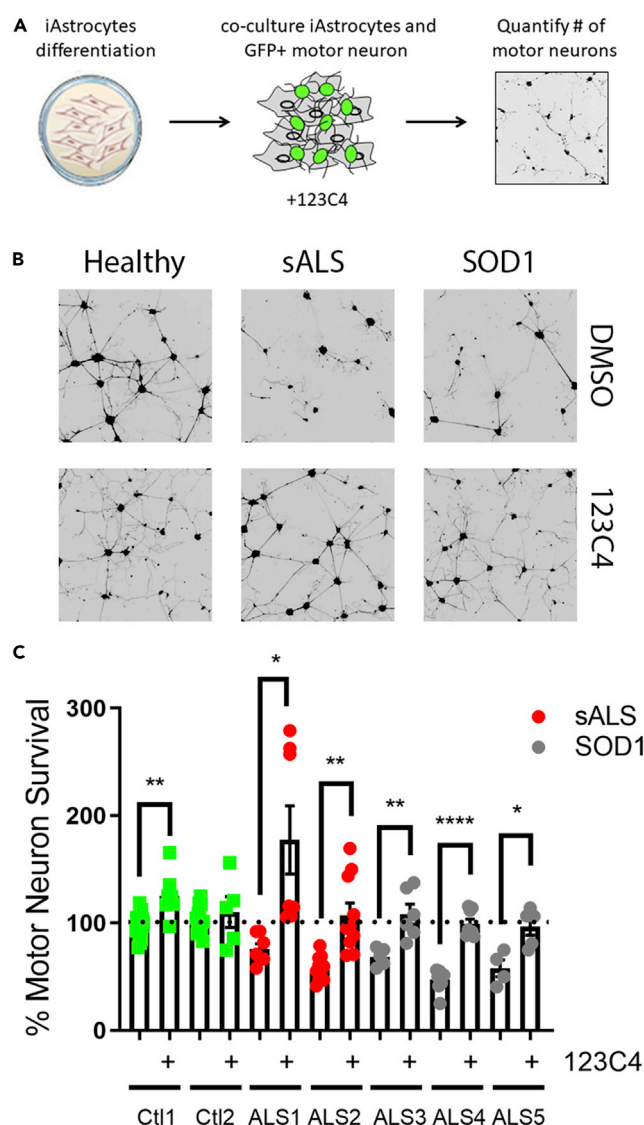 A
iAstrocytes
differentiation
co-culture iAstrocytes and
GFP+ motor neuron
Quantify # of
motor neurons
+123C4
B
Healthy
sALS
SOD1
DMSO
123C4
C
% Motor Neuron Survival
300
200
100
0
*
**
**
**
****
*
sALS
SOD1
+ + + + + + + 123C4
Ctl1 Ctl2 ALS1 ALS2 ALS3 ALS4 ALS5